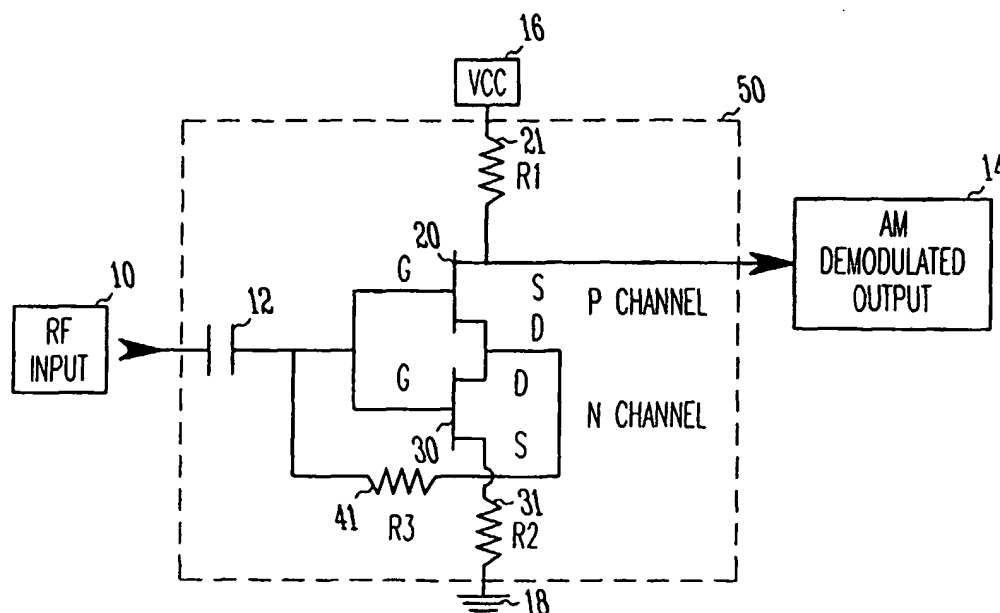 16
VCC
50
21
R1
14
AM
DEMODULATED
OUTPUT
20
G
S
P CHANNEL
10
RF
INPUT
12
D
G
D
N CHANNEL
30
S
41
R3
31
R2
18